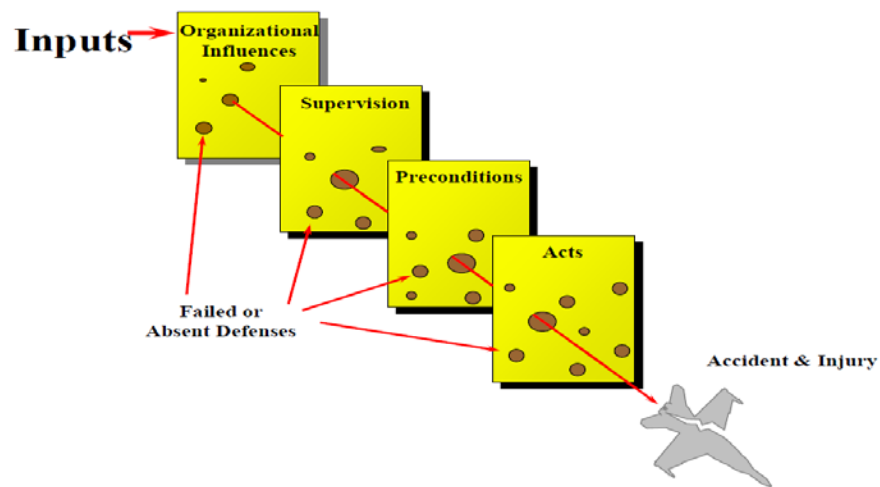 Inputs
Organizational
Influences
Supervision
Preconditions
Acts
Failed or
Absent Defenses
Accident & Injury